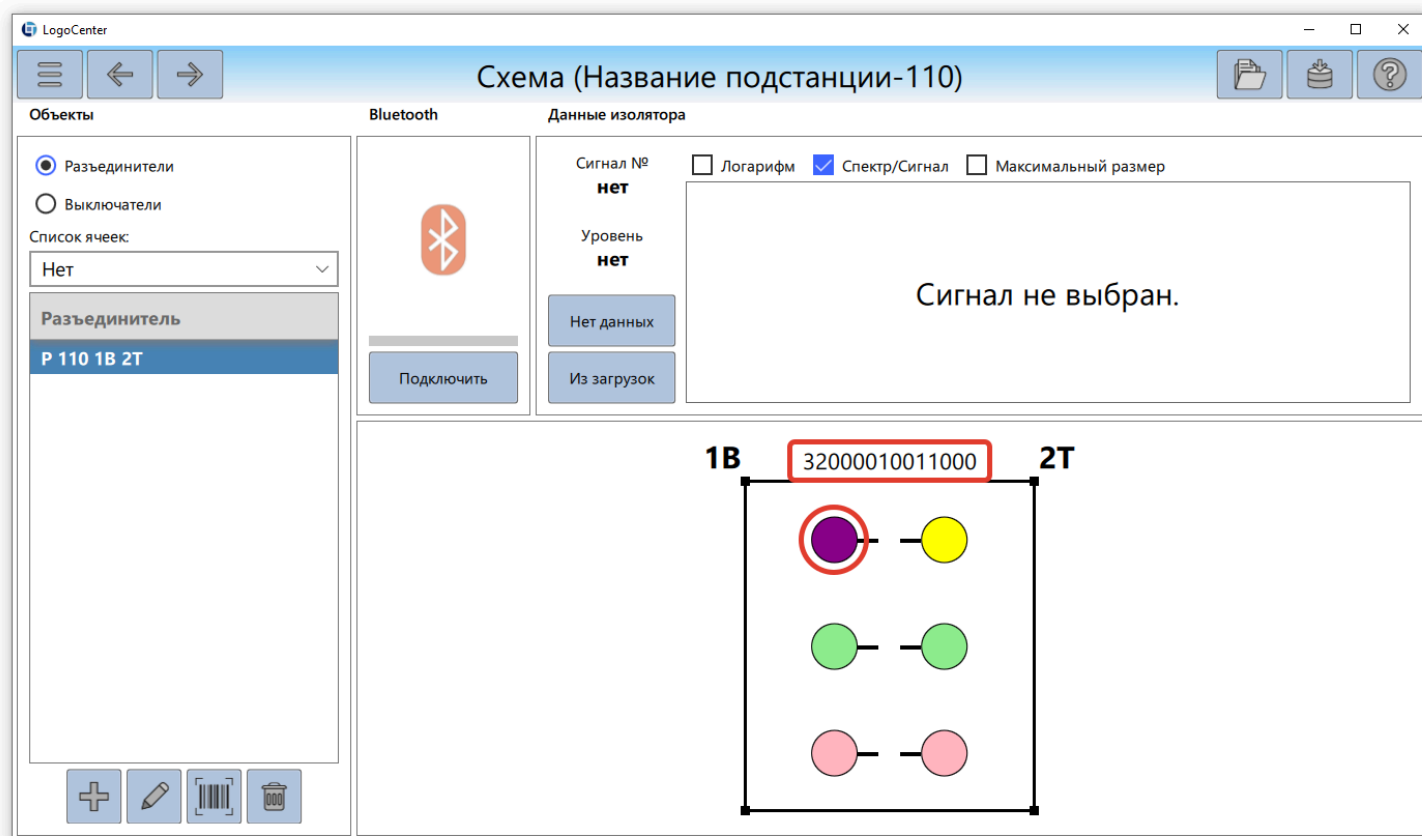 LogoCenter
Схема (Название подстанции-110)
Объекты
Bluetooth
Данные изолятора
Разъединители
Выключатели
Список ячеек:
Нет
Разъединитель
Р 110 1В 2Т
Подключить
Сигнал №
нет
Уровень
нет
Нет данных
Из загрузок
Логарифм
Спектр/Сигнал
Максимальный размер
Сигнал не выбран.
1В
32000010011000
2Т